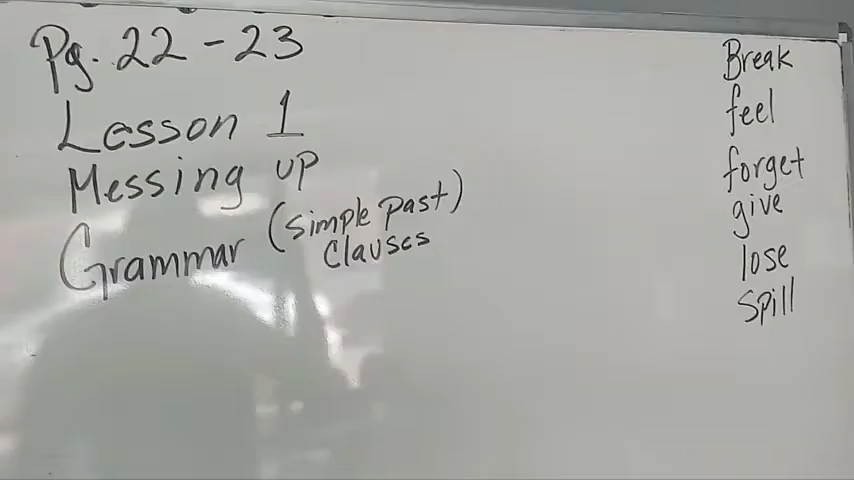 Pg. 22 - 23
Lesson 1
Messing up
Grammar (simple past)
clauses
Break
feel
forget
give
lose
Spill